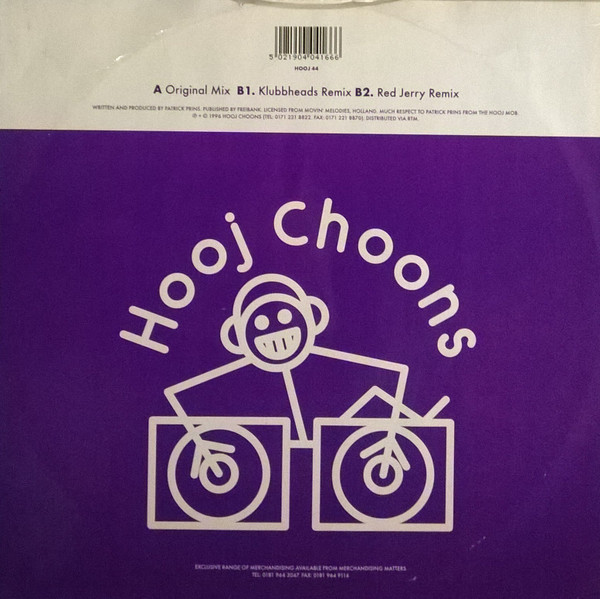 5 021904 041666
HOOJ 44
A Original Mix B1. Klubbheads Remix B2. Red Jerry Remix
WRITTEN AND PRODUCED BY PATRICK PRINS. PUBLISHED BY FREIBANK. LICENSED FROM MOVIN' MELODIES, HOLLAND. MUCH RESPECT TO PATRICK PRINS FROM THE HOOJ MOB.
℗ + © 1996 HOOJ CHOONS (TEL: 0171 221 8822. FAX: 0171 221 8870); DISTRIBUTED VIA RTM.
Hooj Choons
EXCLUSIVE RANGE OF MERCHANDISING AVAILABLE FROM MERCHANDISING MATTERS
TEL: 0181 964 3547 FAX: 0181 964 9116